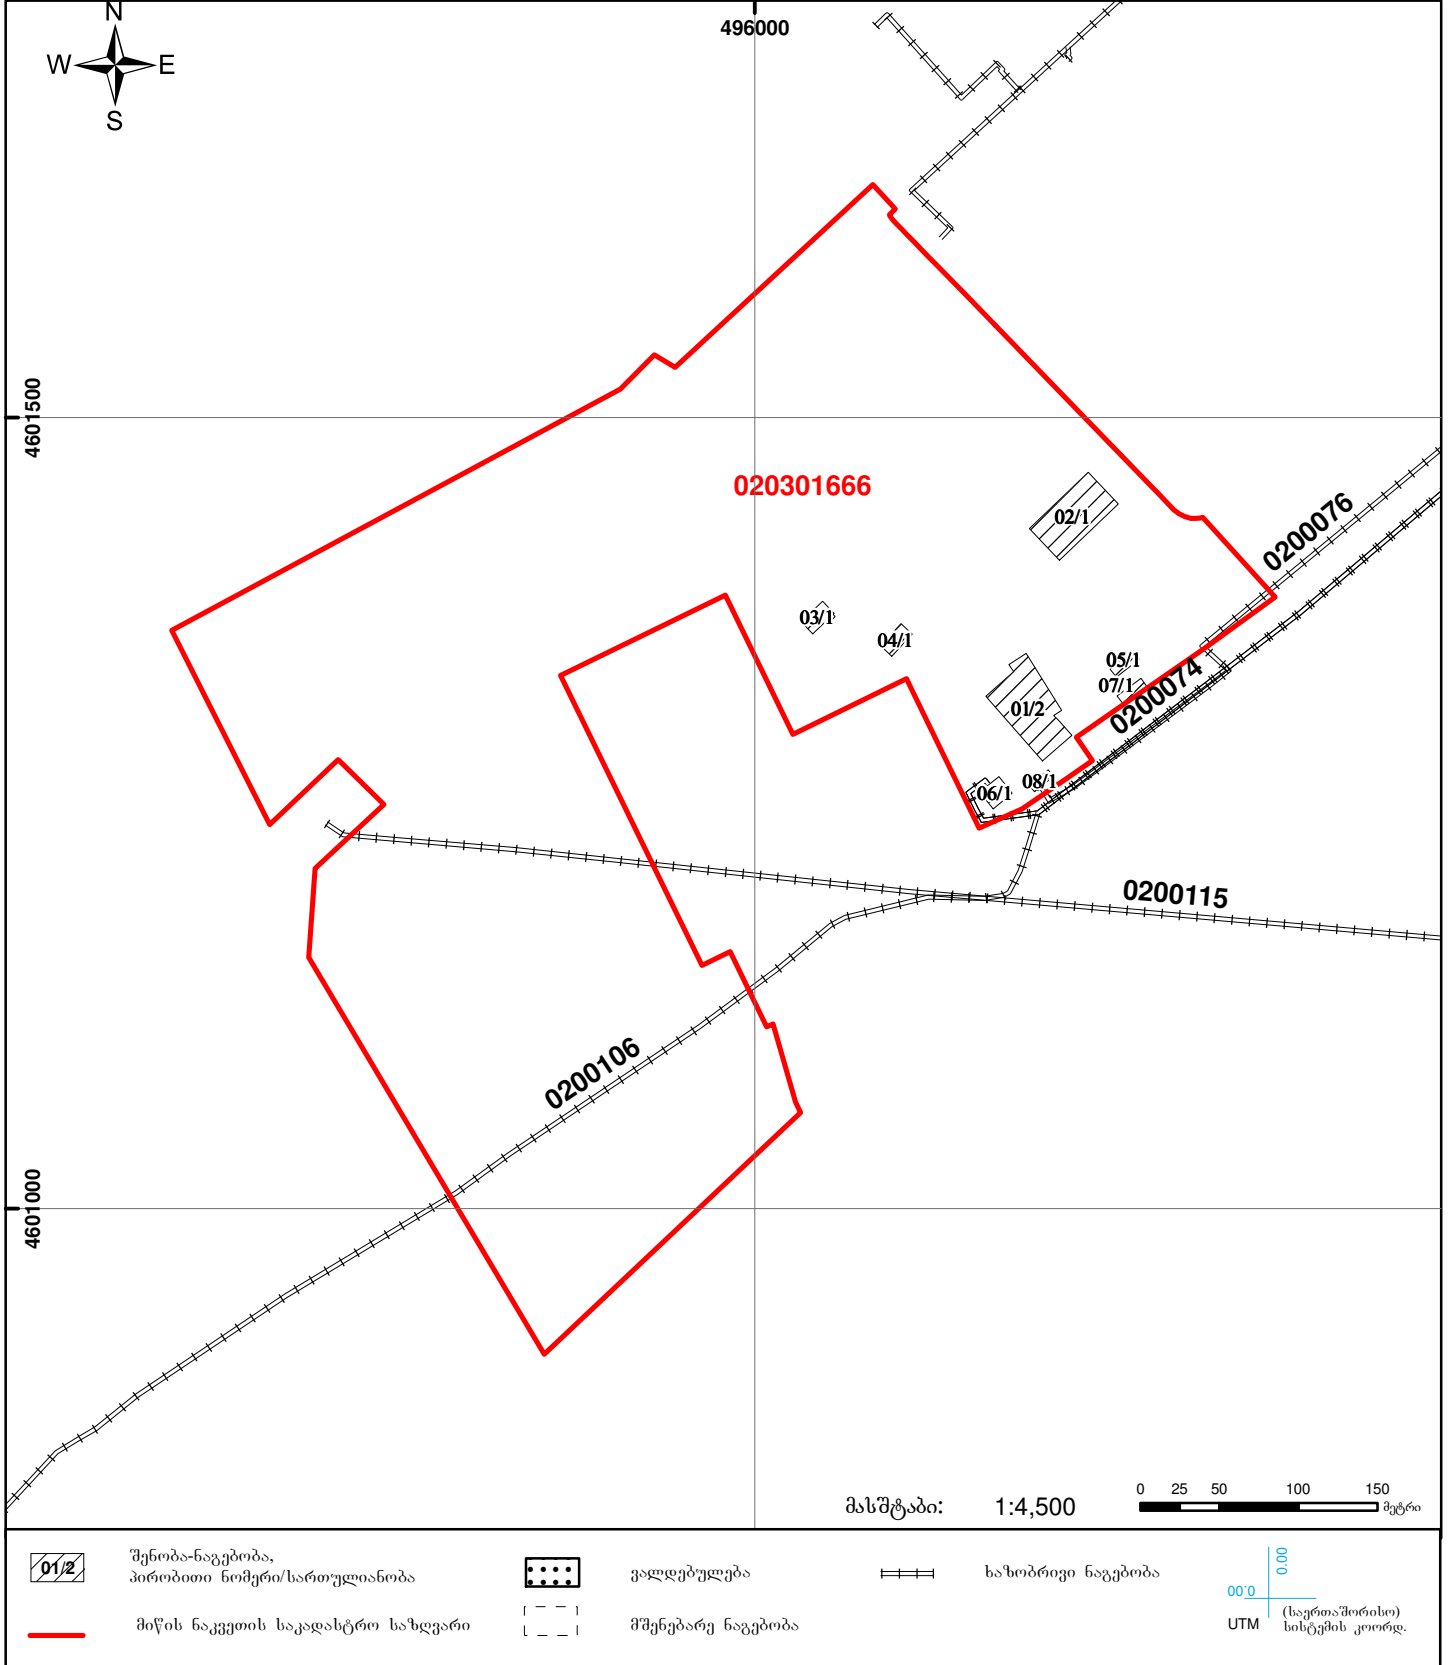 N
496000
W E
S
4601500
020301666
02/1
0200076
03/1
04/1
05/1
07/1
0200074
01/2
08/1
06/1
0200115
0200106
4601000
მასშტაბი: 1:4,500
0 25 50 100 150
მეტრი
01/2
შენობა-ნაგებობა,
პირობითი ნომერი/სართულიანობა
ვალდებულება
ხაზობრივი ნაგებობა
00.0
00.0
მიწის ნაკვეთის საკადასტრო საზღვარი
მშენებარე ნაგებობა
UTM
(საერთაშორისო)
სისტემის კოორდ.